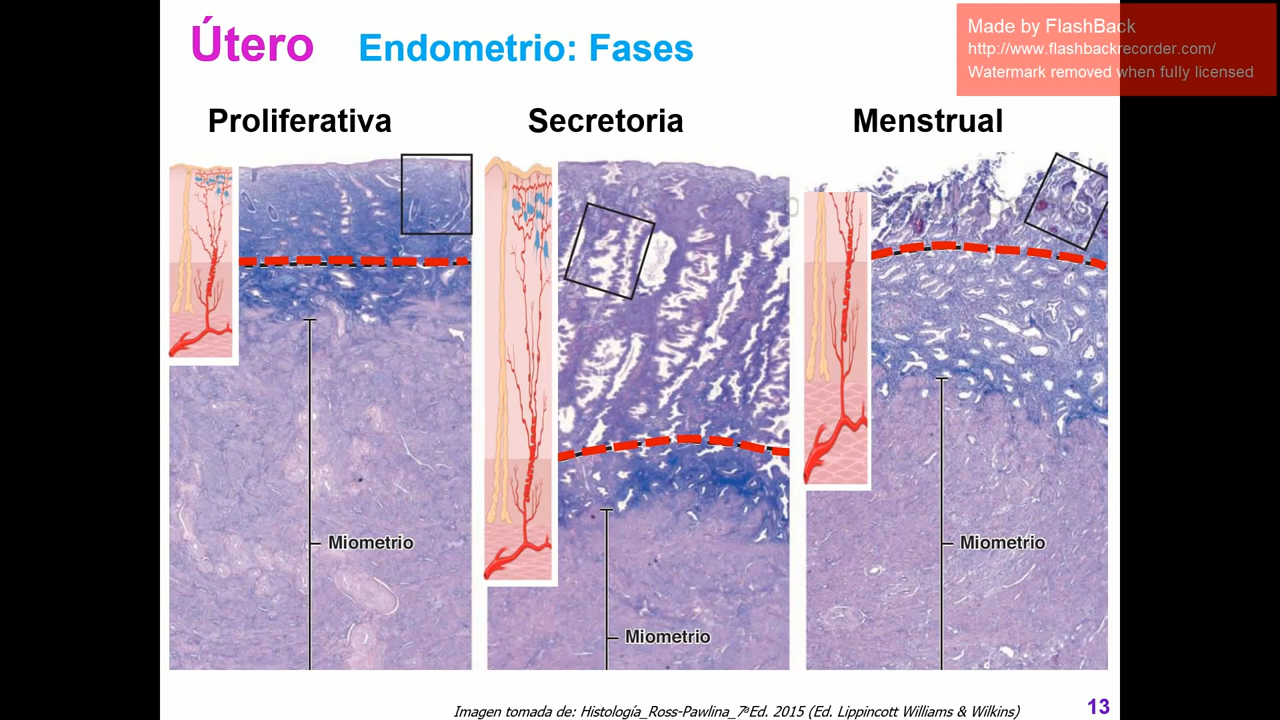 Útero Endometrio: Fases
Made by FlashBack
http://www.flashbackrecorder.com/
Watermark removed when fully licensed
Proliferativa Secretoria Menstrual
Miometrio
Miometrio
Miometrio
Imagen tomada de: Histología_Ross-Pawlina_7ªEd. 2015 (Ed. Lippincott Williams & Wilkins)
13